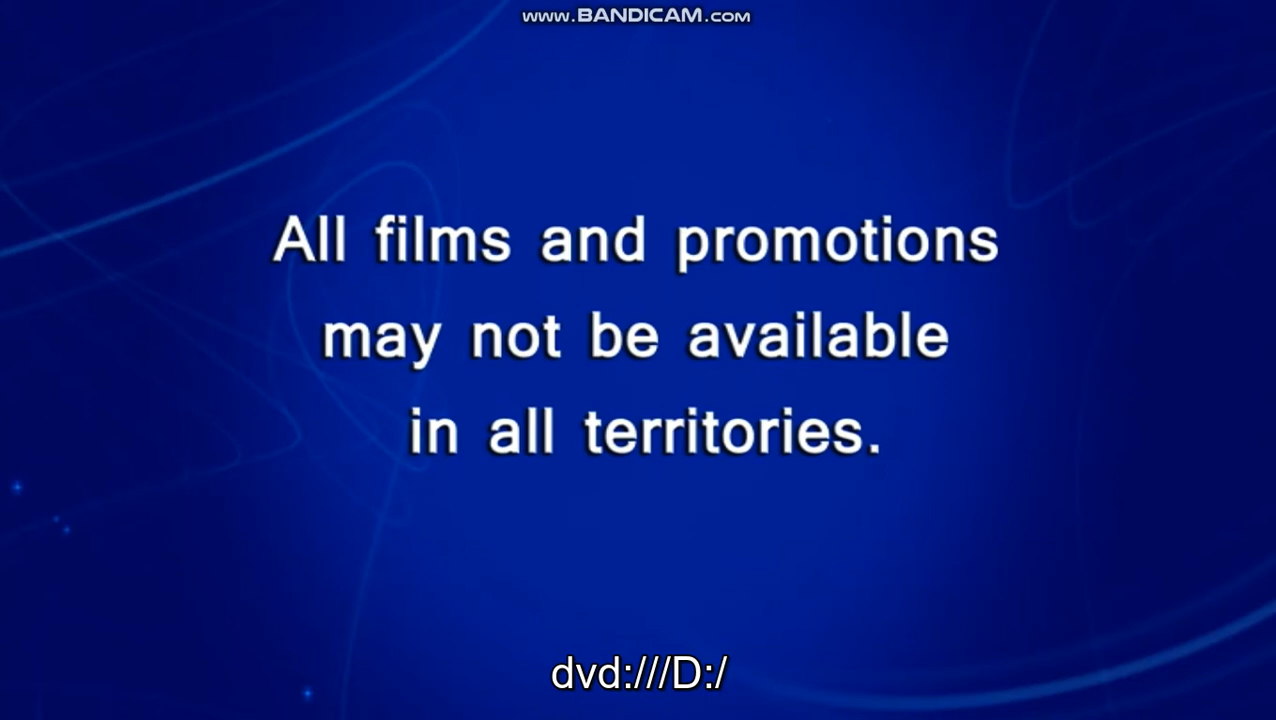 www.BANDICAM.com
All films and promotions
may not be available
in all territories.
dvd:///D:/